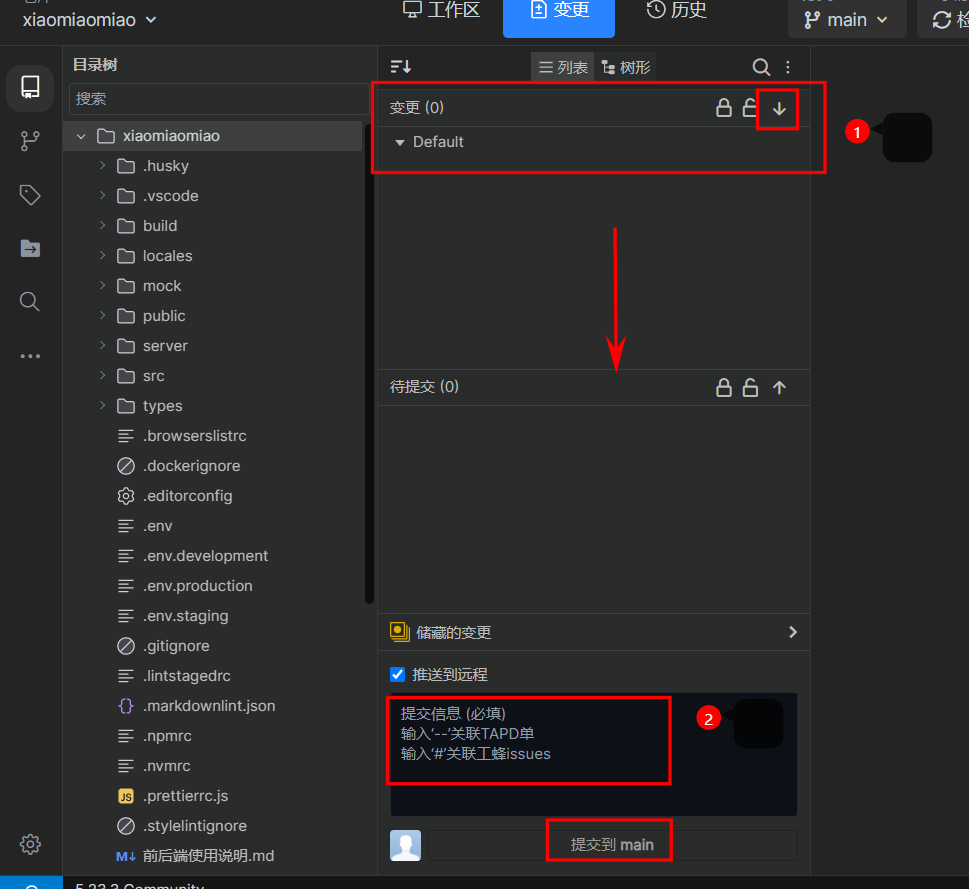 xiaomiaomiao
工作区
变更
历史
main
检
目录树
搜索
xiaomiaomiao
.husky
.vscode
build
locales
mock
public
server
src
types
.browserslistrc
.dockerignore
.editorconfig
.env
.env.development
.env.production
.env.staging
.gitignore
.lintstagedrc
.markdownlint.json
.npmrc
.nvmrc
JS .prettierrc.js
.stylelintignore
M↓ 前后端使用说明.md
列表
树形
变更 (0)
1
Default
待提交 (0)
储藏的变更
推送到远程
提交信息 (必填)
输入‘--’关联TAPD单
输入‘#’关联工蜂issues
2
提交到 main